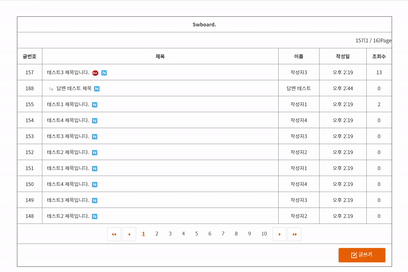 Swboard.
157(1 / 16)Page
글번호 제목 이름 작성일 조회수
157 테스트3 제목입니다. N 작성자3 오후 2:19 13
188 답변 테스트 제목 N 답변 테스트 오후 2:44 0
155 테스트1 제목입니다. N 작성자1 오후 2:19 2
154 테스트4 제목입니다. N 작성자4 오후 2:19 0
153 테스트3 제목입니다. N 작성자3 오후 2:19 0
152 테스트2 제목입니다. N 작성자2 오후 2:19 0
151 테스트1 제목입니다. N 작성자1 오후 2:19 0
150 테스트4 제목입니다. N 작성자4 오후 2:19 0
149 테스트3 제목입니다. N 작성자3 오후 2:19 0
148 테스트2 제목입니다. N 작성자2 오후 2:19 0
1 2 3 4 5 6 7 8 9 10
글쓰기